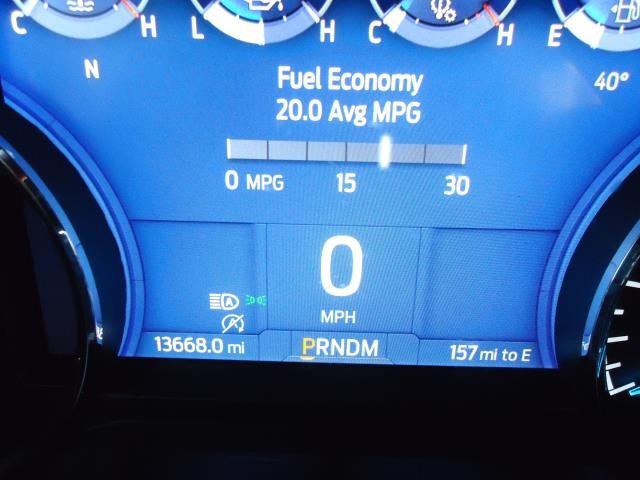 C H L H C H E
N
40°
Fuel Economy
20.0 Avg MPG
0 MPG 15 30
0
MPH
13668.0 mi
PRNDM
157 mi to E